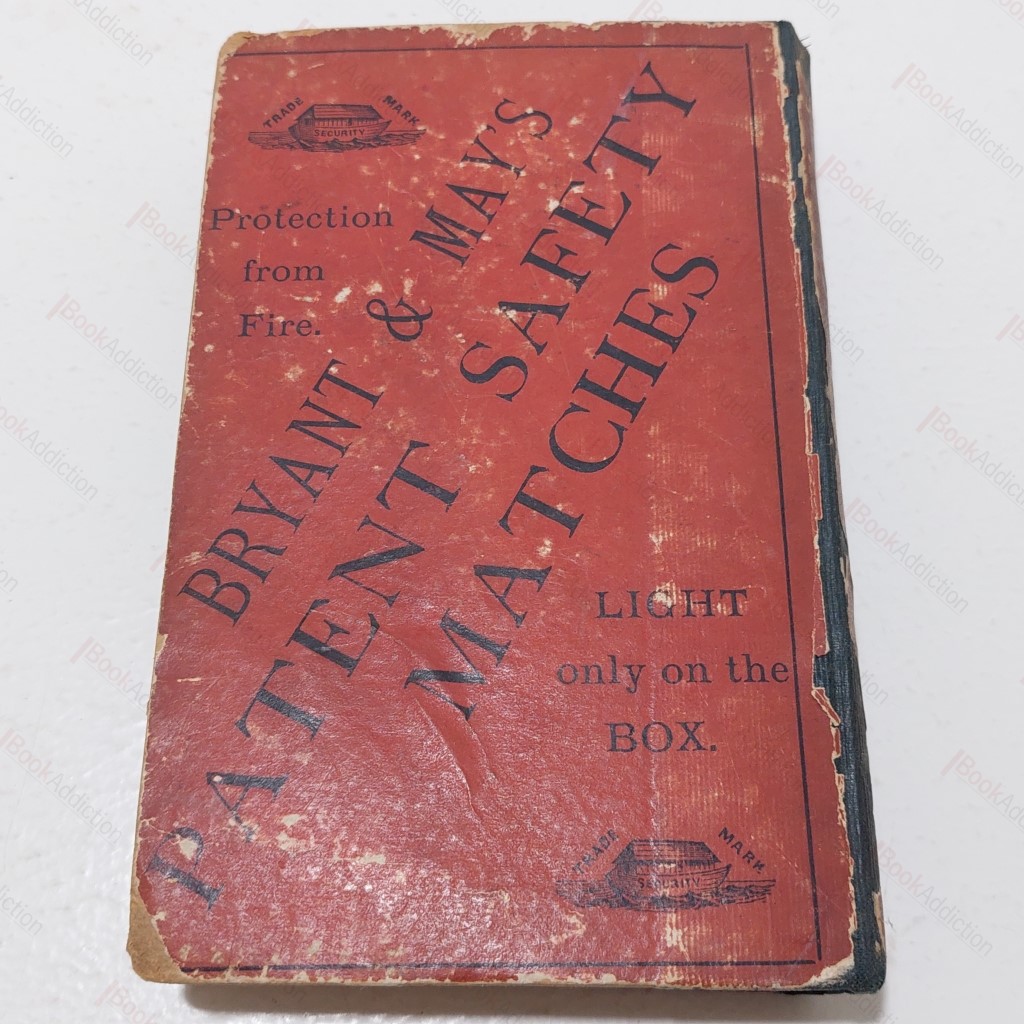 TRADE MARK
SECURITY
Protection
from
Fire.
BRYANT & MAY'S
PATENT SAFETY
MATCHES
LIGHT
only on the
BOX.
TRADE MARK
SECURITY
BookAddiction